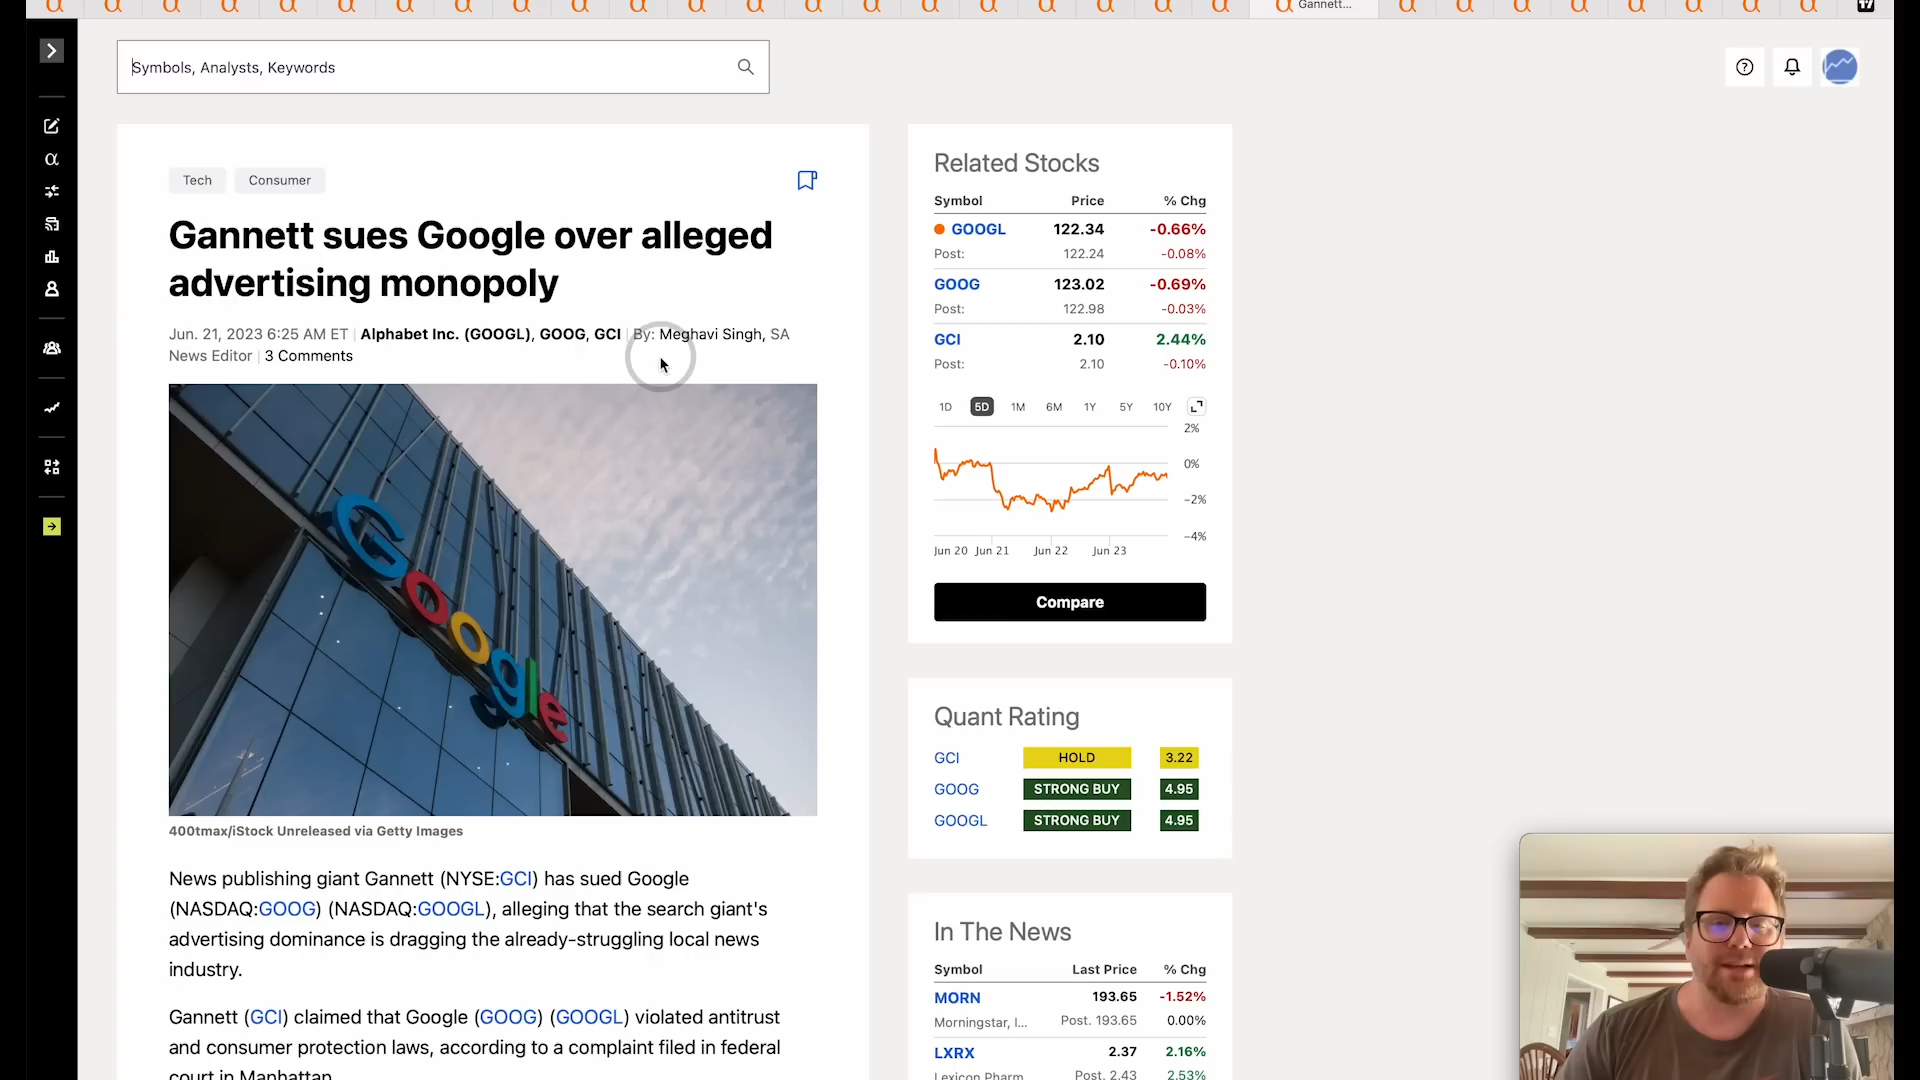 Gannett...
Symbols, Analysts, Keywords
Tech Consumer
Gannett sues Google over alleged
advertising monopoly
Jun. 21, 2023 6:25 AM ET | Alphabet Inc. (GOOGL), GOOG, GCI | By: Meghavi Singh, SA
News Editor | 3 Comments
Google
400tmax/iStock Unreleased via Getty Images
News publishing giant Gannett (NYSE:GCI) has sued Google
(NASDAQ:GOOG) (NASDAQ:GOOGL), alleging that the search giant's
advertising dominance is dragging the already-struggling local news
industry.
Gannett (GCI) claimed that Google (GOOG) (GOOGL) violated antitrust
and consumer protection laws, according to a complaint filed in federal
court in Manhattan.
Related Stocks
Symbol Price % Chg
GOOGL 122.34 -0.66%
Post: 122.24 -0.08%
GOOG 123.02 -0.69%
Post: 122.98 -0.03%
GCI 2.10 2.44%
Post: 2.10 -0.10%
1D 5D 1M 6M 1Y 5Y 10Y
2%
0%
-2%
-4%
Jun 20 Jun 21 Jun 22 Jun 23
Compare
Quant Rating
GCI HOLD 3.22
GOOG STRONG BUY 4.95
GOOGL STRONG BUY 4.95
In The News
Symbol Last Price % Chg
MORN 193.65 -1.52%
Morningstar, I... Post. 193.65 0.00%
LXRX 2.37 2.16%
Lexicon Pharm... Post. 2.43 2.53%